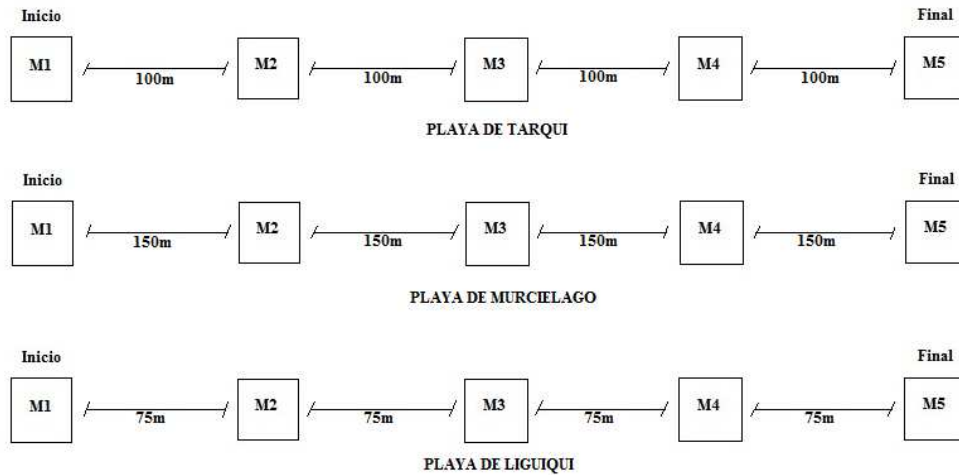 Inicio Final
M1 M2 M3 M4 M5
100m 100m 100m 100m
PLAYA DE TARQUI
Inicio Final
M1 M2 M3 M4 M5
150m 150m 150m 150m
PLAYA DE MURCIELAGO
Inicio Final
M1 M2 M3 M4 M5
75m 75m 75m 75m
PLAYA DE LIGUIQUI